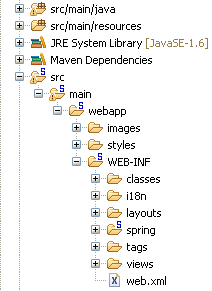 src/main/java
src/main/resources
JRE System Library [JavaSE-1.6]
Maven Dependencies
src
main
webapp
images
styles
WEB-INF
classes
i18n
layouts
spring
tags
views
web.xml